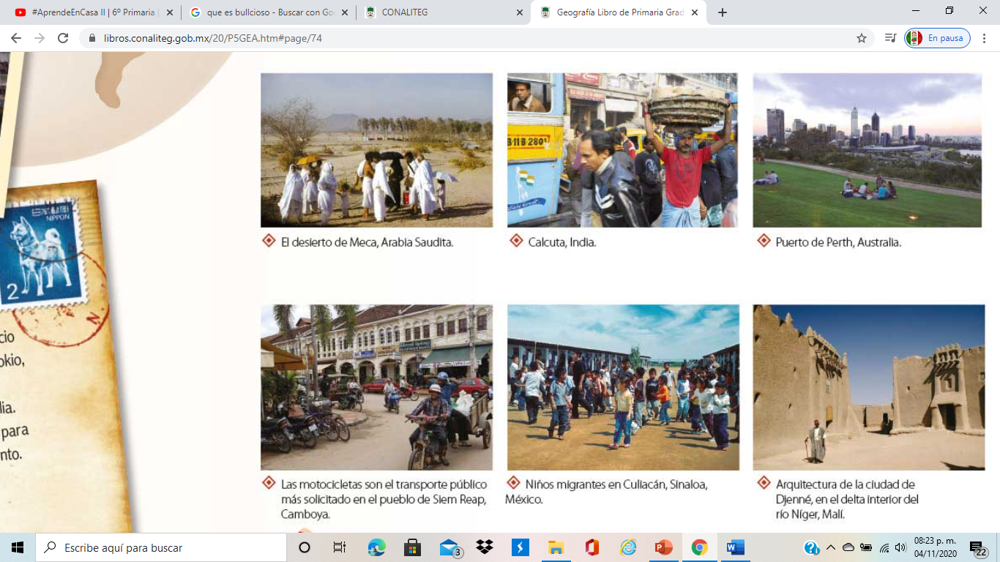 #AprendeEnCasa II | 6º Primaria |
que es bullcioso - Buscar con Go
CONALITEG
Geografía Libro de Primaria Grad
libros.conaliteg.gob.mx/20/P5GEA.htm#page/74
En pausa
B-11-B-2801
El desierto de Meca, Arabia Saudita.
Calcuta, India.
Puerto de Perth, Australia.
NIPPON
2
N
cio
okio,
lia.
para
nto.
Las motocicletas son el transporte público
más solicitado en el pueblo de Siem Reap,
Camboya.
Niños migrantes en Culiacán, Sinaloa,
México.
Arquitectura de la ciudad de
Djenné, en el delta interior del
río Níger, Malí.
Escribe aquí para buscar
3
08:23 p. m.
04/11/2020
22